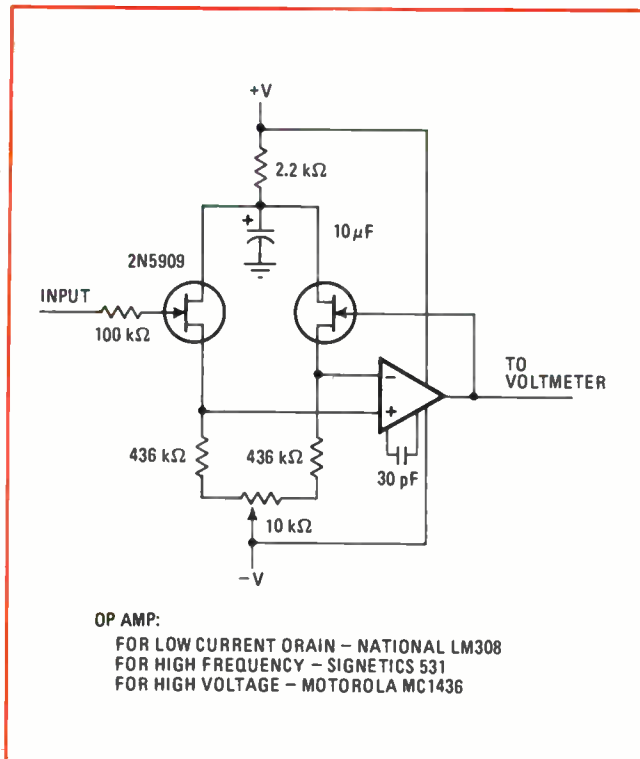 +V
2.2 kΩ
+
10 μF
2N5909
INPUT
100 kΩ
−
+
TO
VOLTMETER
436 kΩ
436 kΩ
30 pF
10 kΩ
−V
OP AMP:
FOR LOW CURRENT ORAIN – NATIONAL LM308
FOR HIGH FREQUENCY – SIGNETICS 531
FOR HIGH VOLTAGE – MOTOROLA MC1436